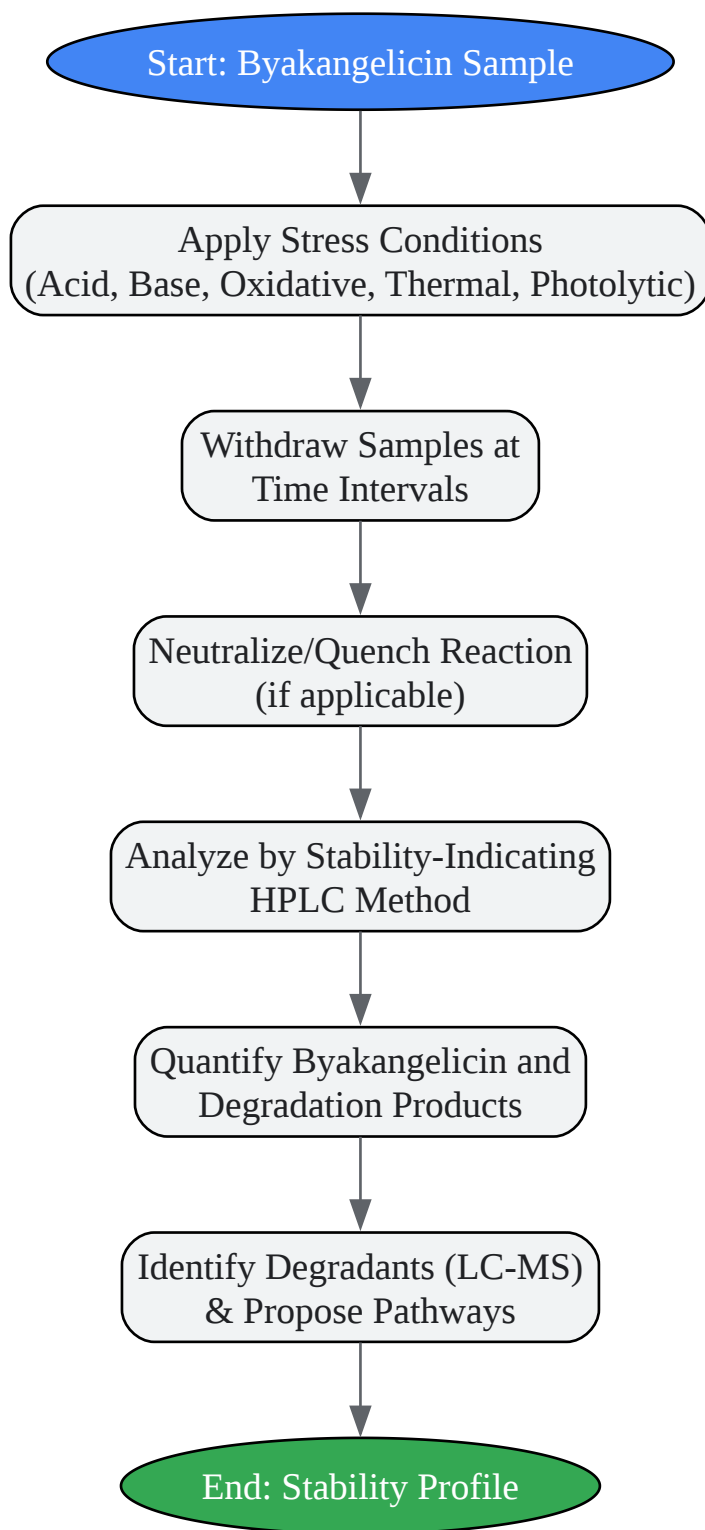 Start: Byakangelicin Sample
Apply Stress Conditions
(Acid, Base, Oxidative, Thermal, Photolytic)
Withdraw Samples at
Time Intervals
Neutralize/Quench Reaction
(if applicable)
Analyze by Stability-Indicating
HPLC Method
Quantify Byakangelicin and
Degradation Products
Identify Degradants (LC-MS)
& Propose Pathways
End: Stability Profile